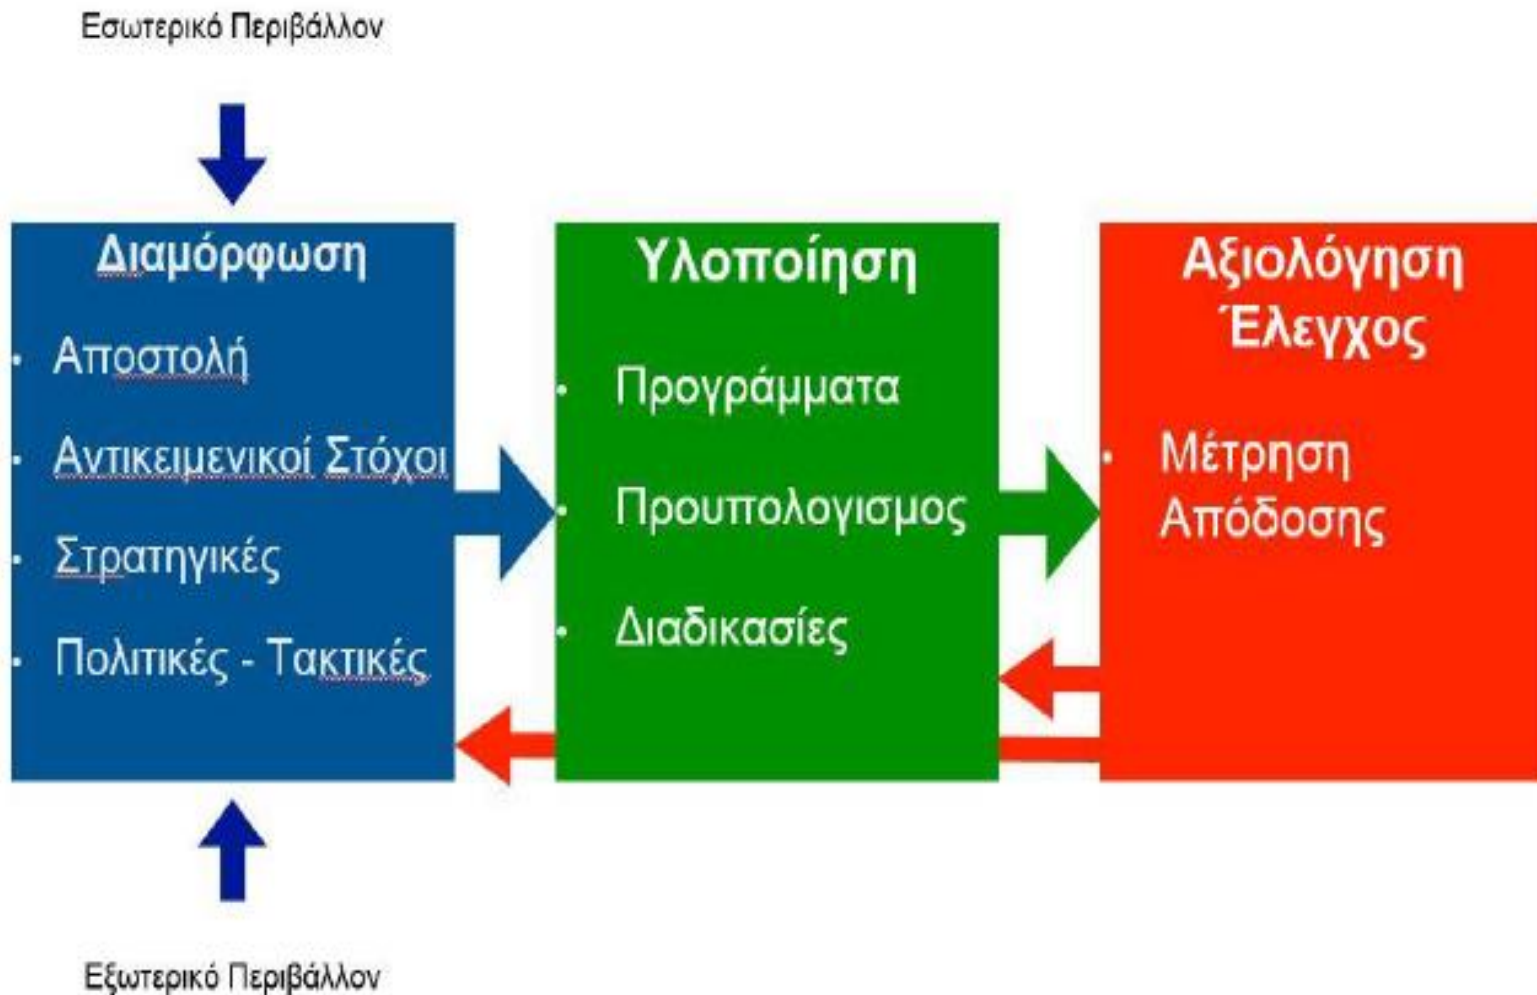 Εσωτερικό Περιβάλλον
Διαμόρφωση
• Αποστολή
• Αντικειμενικοί Στόχοι
• Στρατηγικές
• Πολιτικές - Τακτικές
Υλοποίηση
• Προγράμματα
• Προυπολογισμος
• Διαδικασίες
Αξιολόγηση
Έλεγχος
• Μέτρηση
Απόδοσης
Εξωτερικό Περιβάλλον